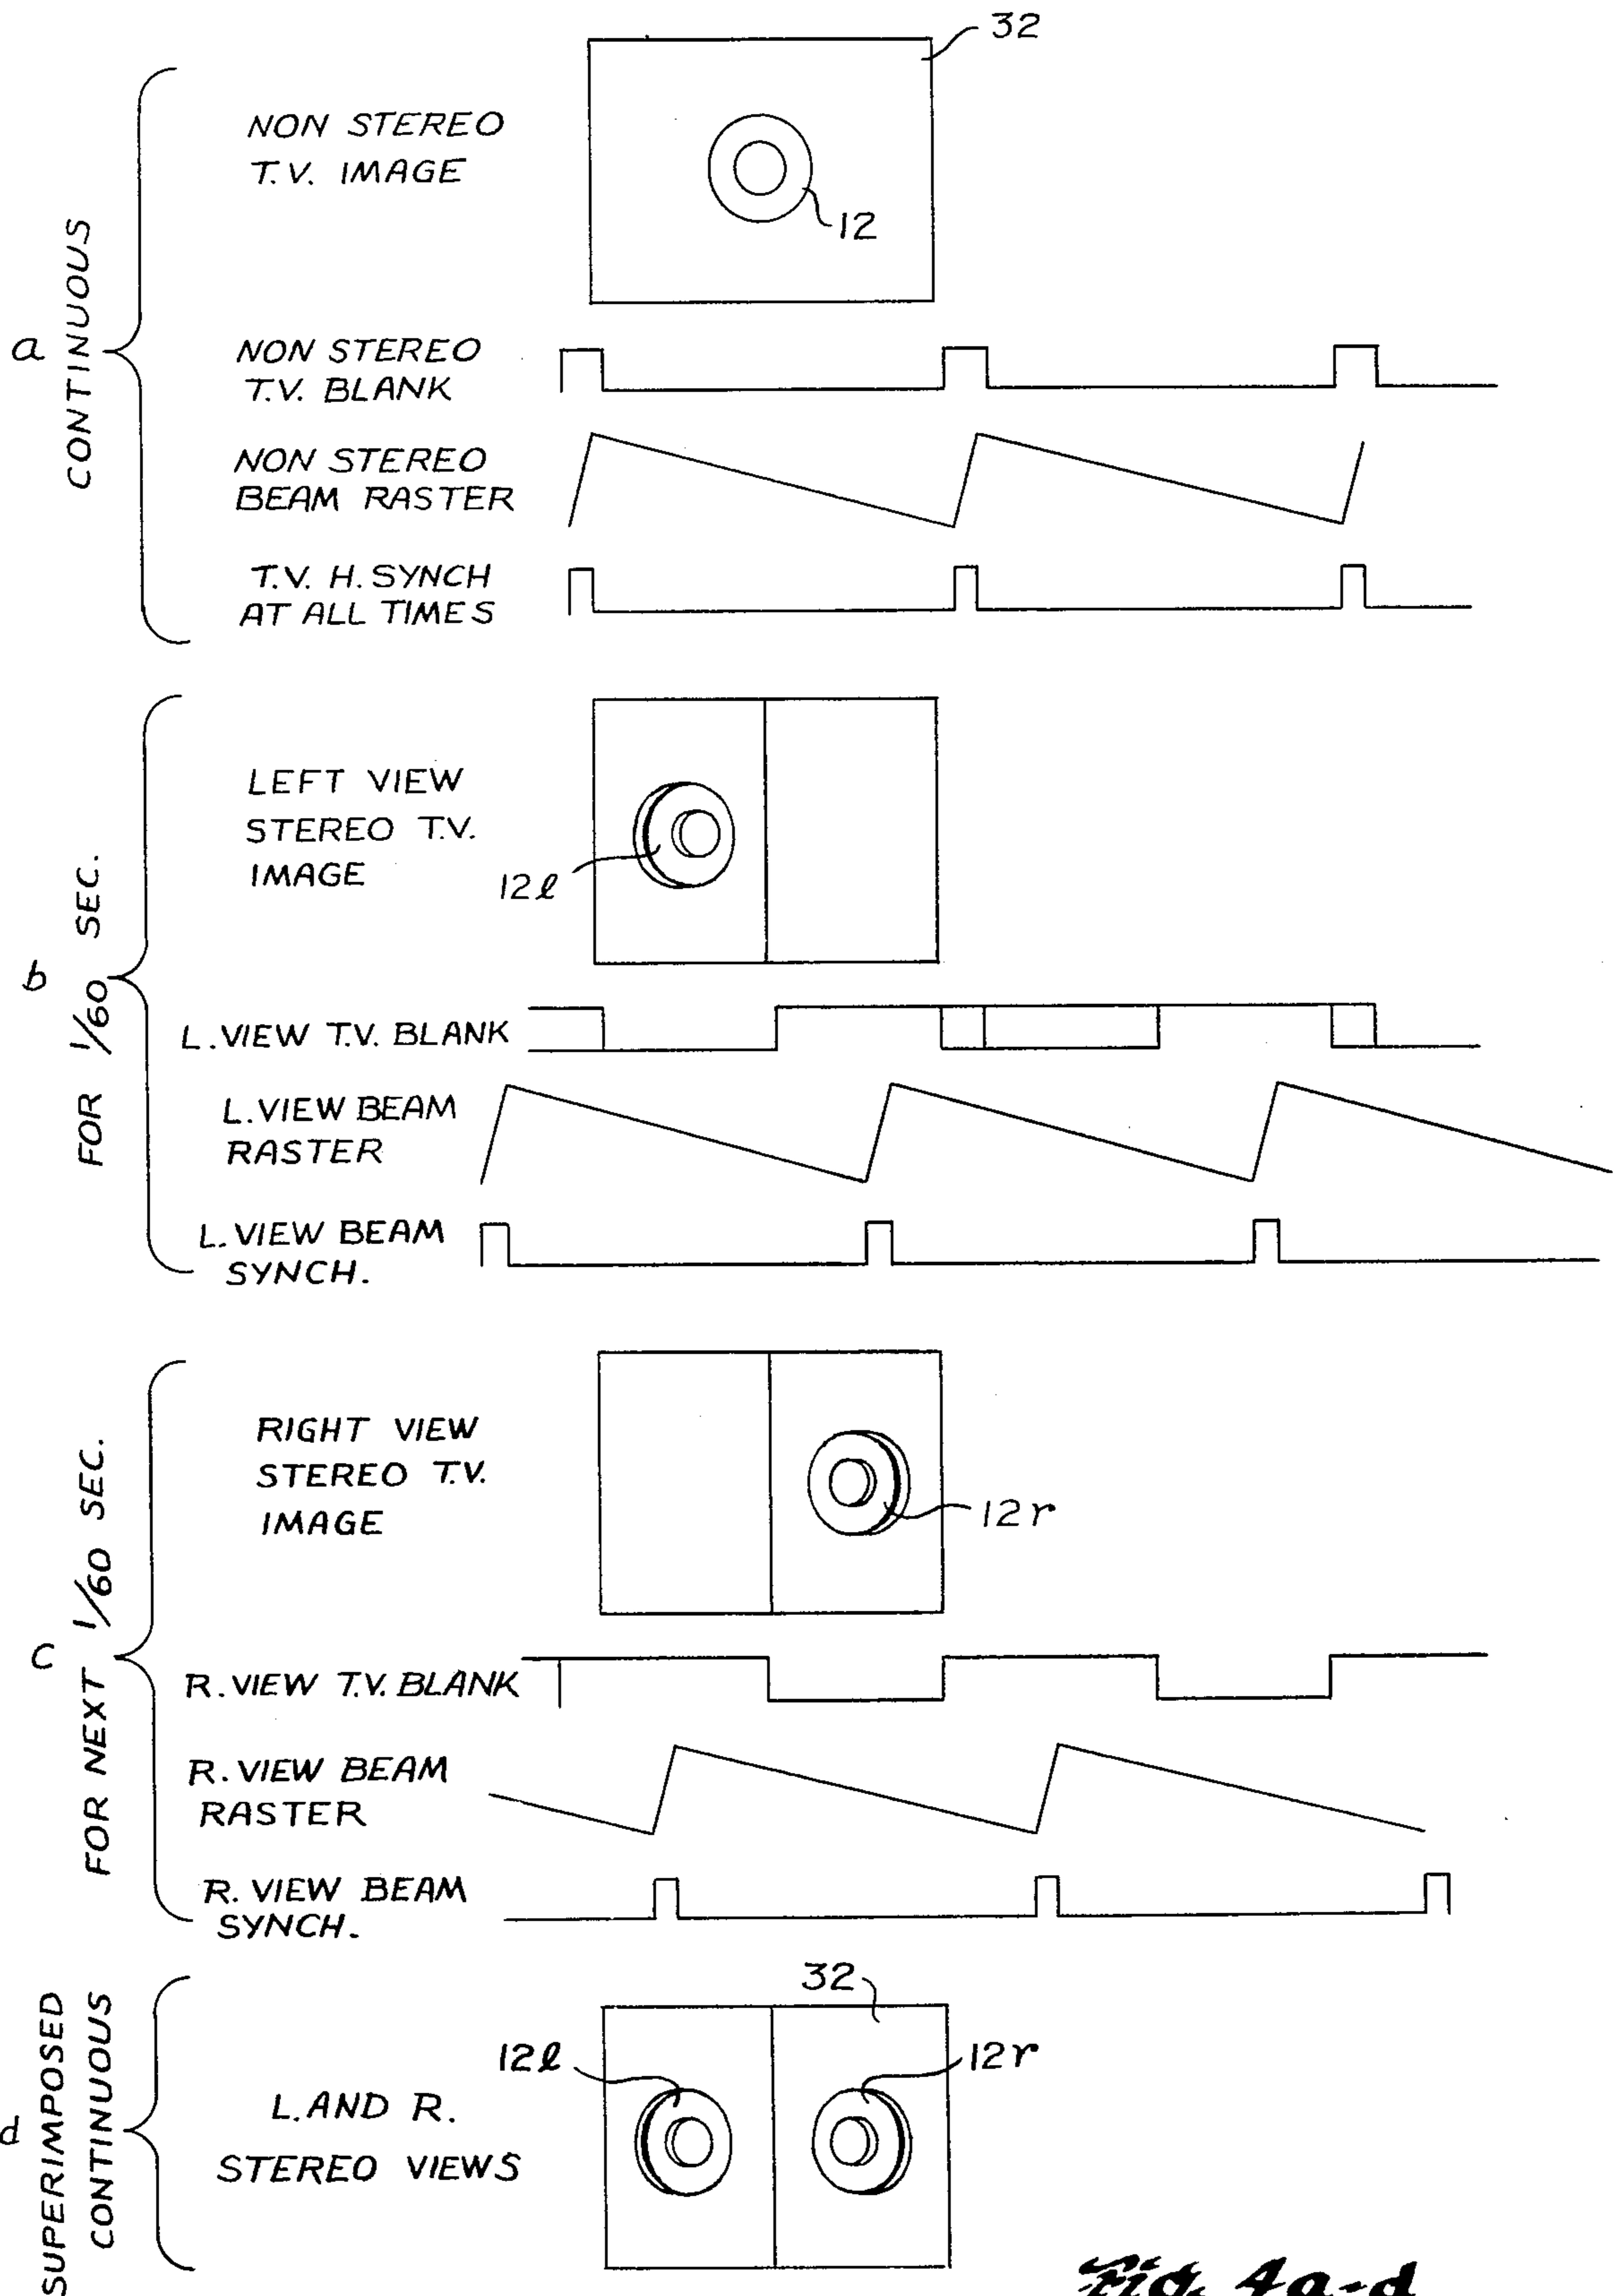 32
NON STEREO
T.V. IMAGE
12
a
CONTINUOUS
NON STEREO
T.V. BLANK
NON STEREO
BEAM RASTER
T.V. H. SYNCH
AT ALL TIMES
LEFT VIEW
STEREO T.V.
IMAGE
12l
b
FOR 1/60 SEC.
L. VIEW T.V. BLANK
L. VIEW BEAM
RASTER
L. VIEW BEAM
SYNCH.
RIGHT VIEW
STEREO T.V.
IMAGE
12r
c
FOR NEXT 1/60 SEC.
R. VIEW T.V. BLANK
R. VIEW BEAM
RASTER
R. VIEW BEAM
SYNCH.
32
12l
12r
d
SUPERIMPOSED
CONTINUOUS
L. AND R.
STEREO VIEWS
Fig. 4a-d